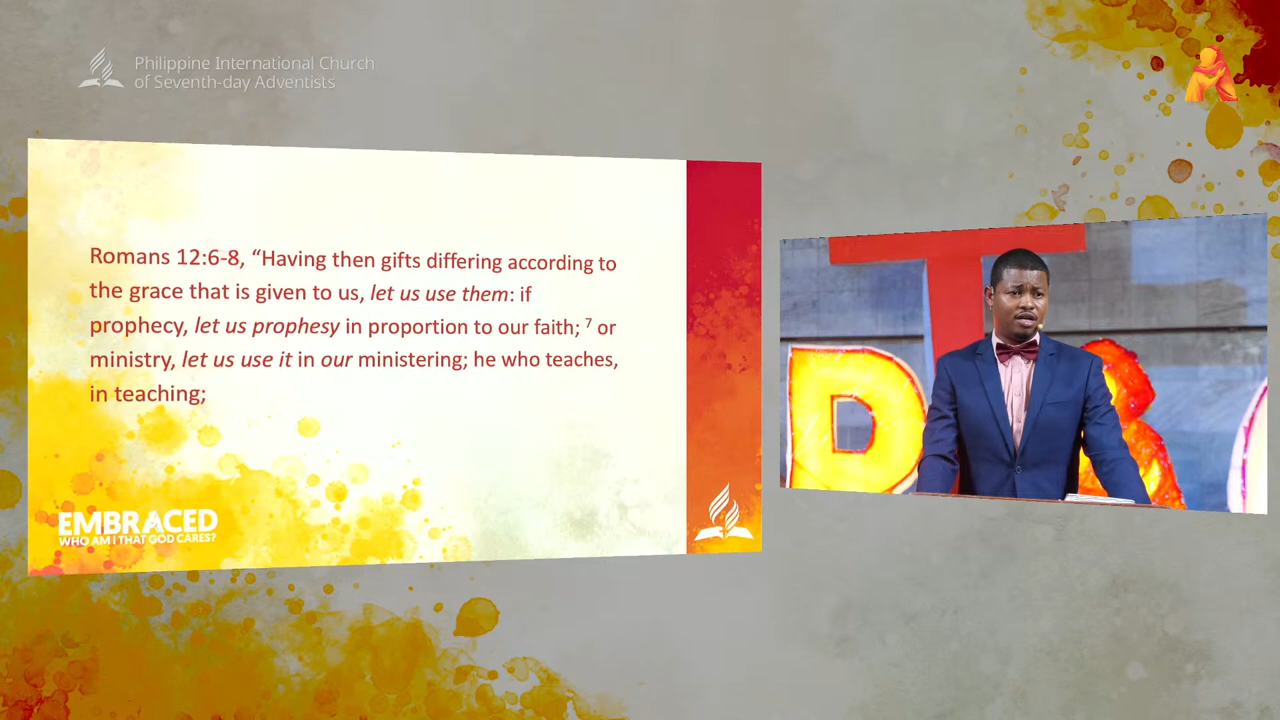 Philippine International Church
of Seventh-day Adventists
Romans 12:6-8, “Having then gifts differing according to
the grace that is given to us, let us use them: if
prophecy, let us prophesy in proportion to our faith; ⁷ or
ministry, let us use it in our ministering; he who teaches,
in teaching;
EMBRACED
WHO AM I THAT GOD CARES?